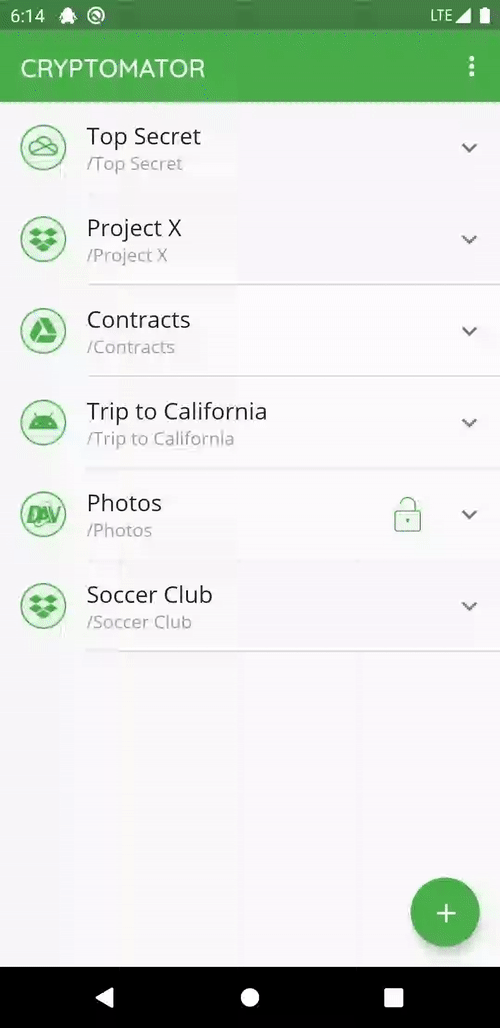 6:14
LTE
CRYPTOMATOR
Top Secret
/Top Secret
Project X
/Project X
Contracts
/Contracts
Trip to California
/Trip to California
DAV
Photos
/Photos
Soccer Club
/Soccer Club